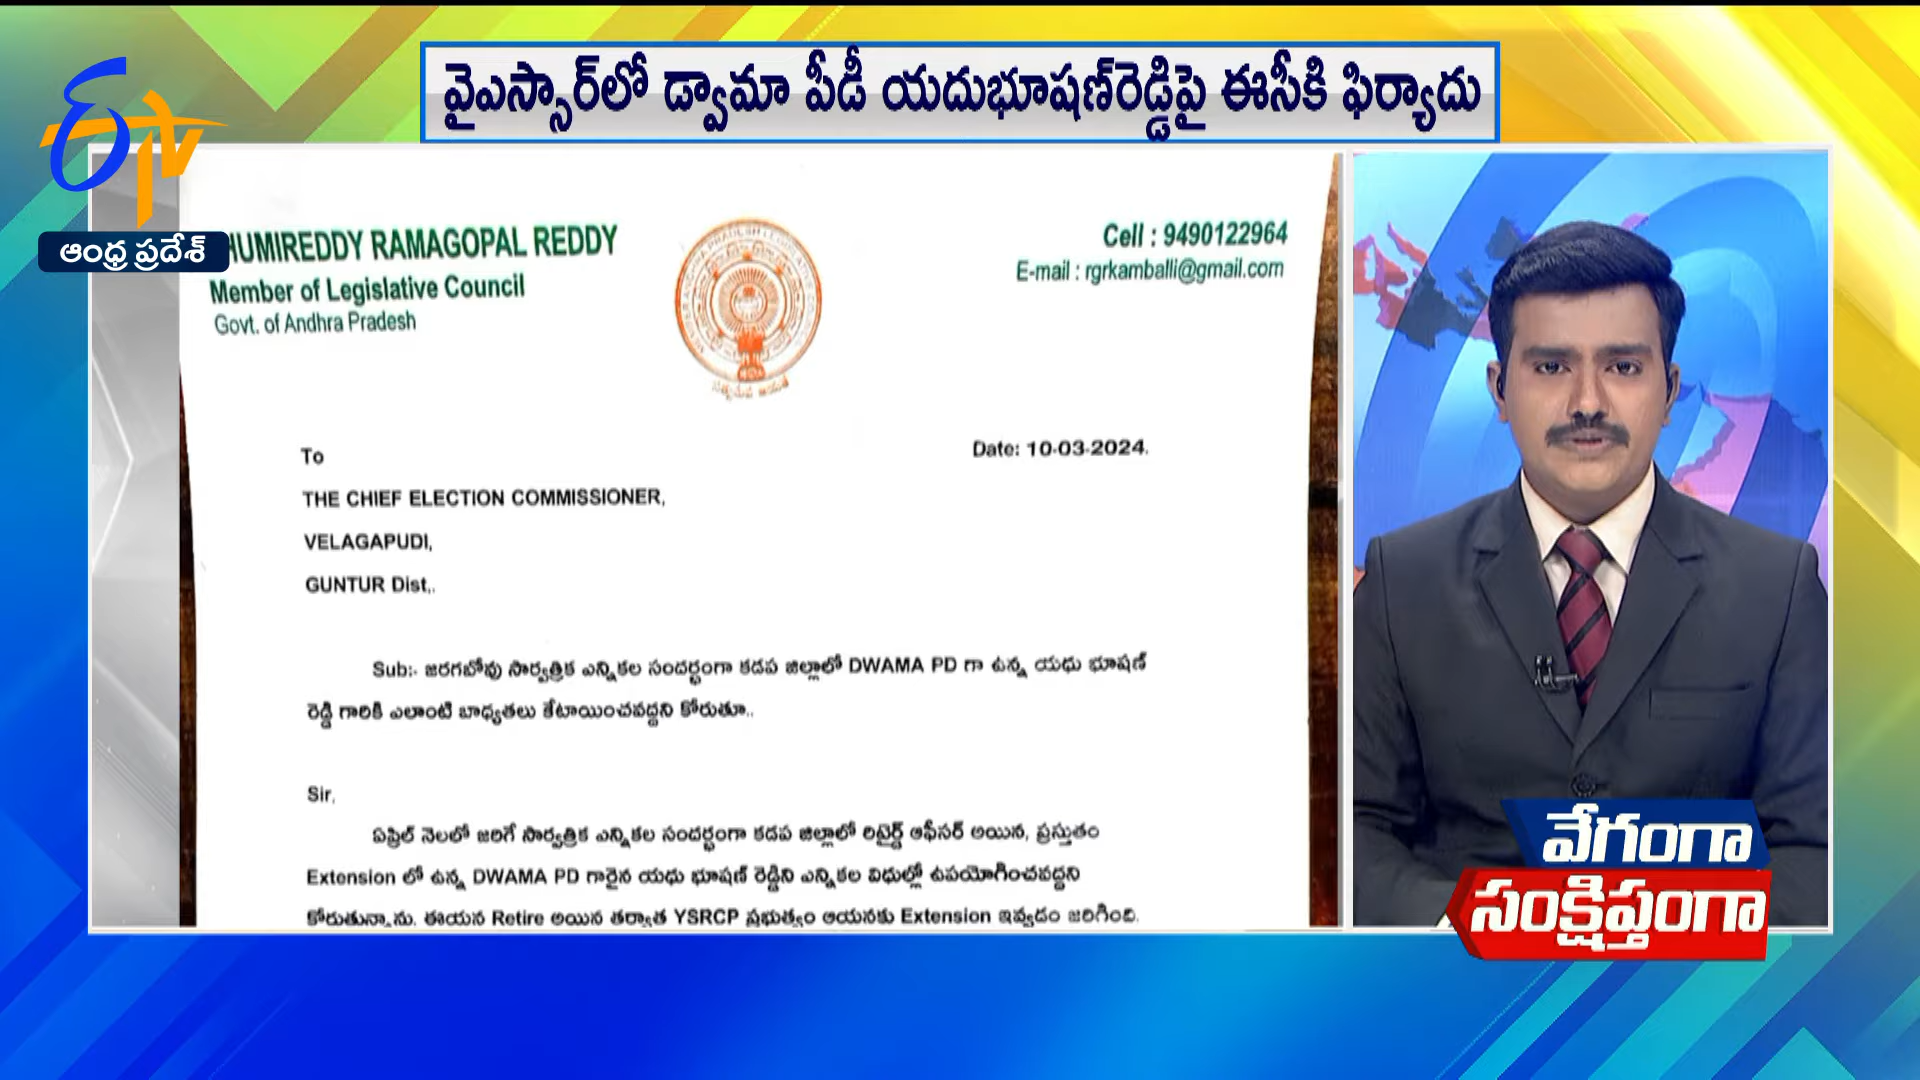 వైఎస్సార్‌లో డ్వామా పీడీ యదుభూషణ్‌రెడ్డిపై ఈసీకి ఫిర్యాదు
ETV
ఆంధ్ర ప్రదేశ్
HUMIREDDY RAMAGOPAL REDDY
Member of Legislative Council
Govt. of Andhra Pradesh
Cell : 9490122964
E-mail : rgrkamballi@gmail.com
To
Date: 10-03-2024.
THE CHIEF ELECTION COMMISSIONER,
VELAGAPUDI,
GUNTUR Dist,.
Sub:- జరగబోవు సార్వత్రిక ఎన్నికల సందర్భంగా కడప జిల్లాలో DWAMA PD గా ఉన్న యధు భూషణ్
రెడ్డి గారికి ఎలాంటి బాధ్యతలు కేటాయించవద్దని కోరుతూ..
Sir,
ఏప్రిల్ నెలలో జరిగే సార్వత్రిక ఎన్నికల సందర్భంగా కడప జిల్లాలో రిటైర్డ్ ఆఫీసర్ అయిన, ప్రస్తుతం
Extension లో ఉన్న DWAMA PD గారైన యధు భూషణ్ రెడ్డిని ఎన్నికల విధుల్లో ఉపయోగించవద్దని
కోరుతున్నాను. ఈయన Retire అయిన తర్వాత YSRCP ప్రభుత్వం ఆయనకు Extension ఇవ్వడం జరిగింది.
వేగంగా
సంక్షిప్తంగా